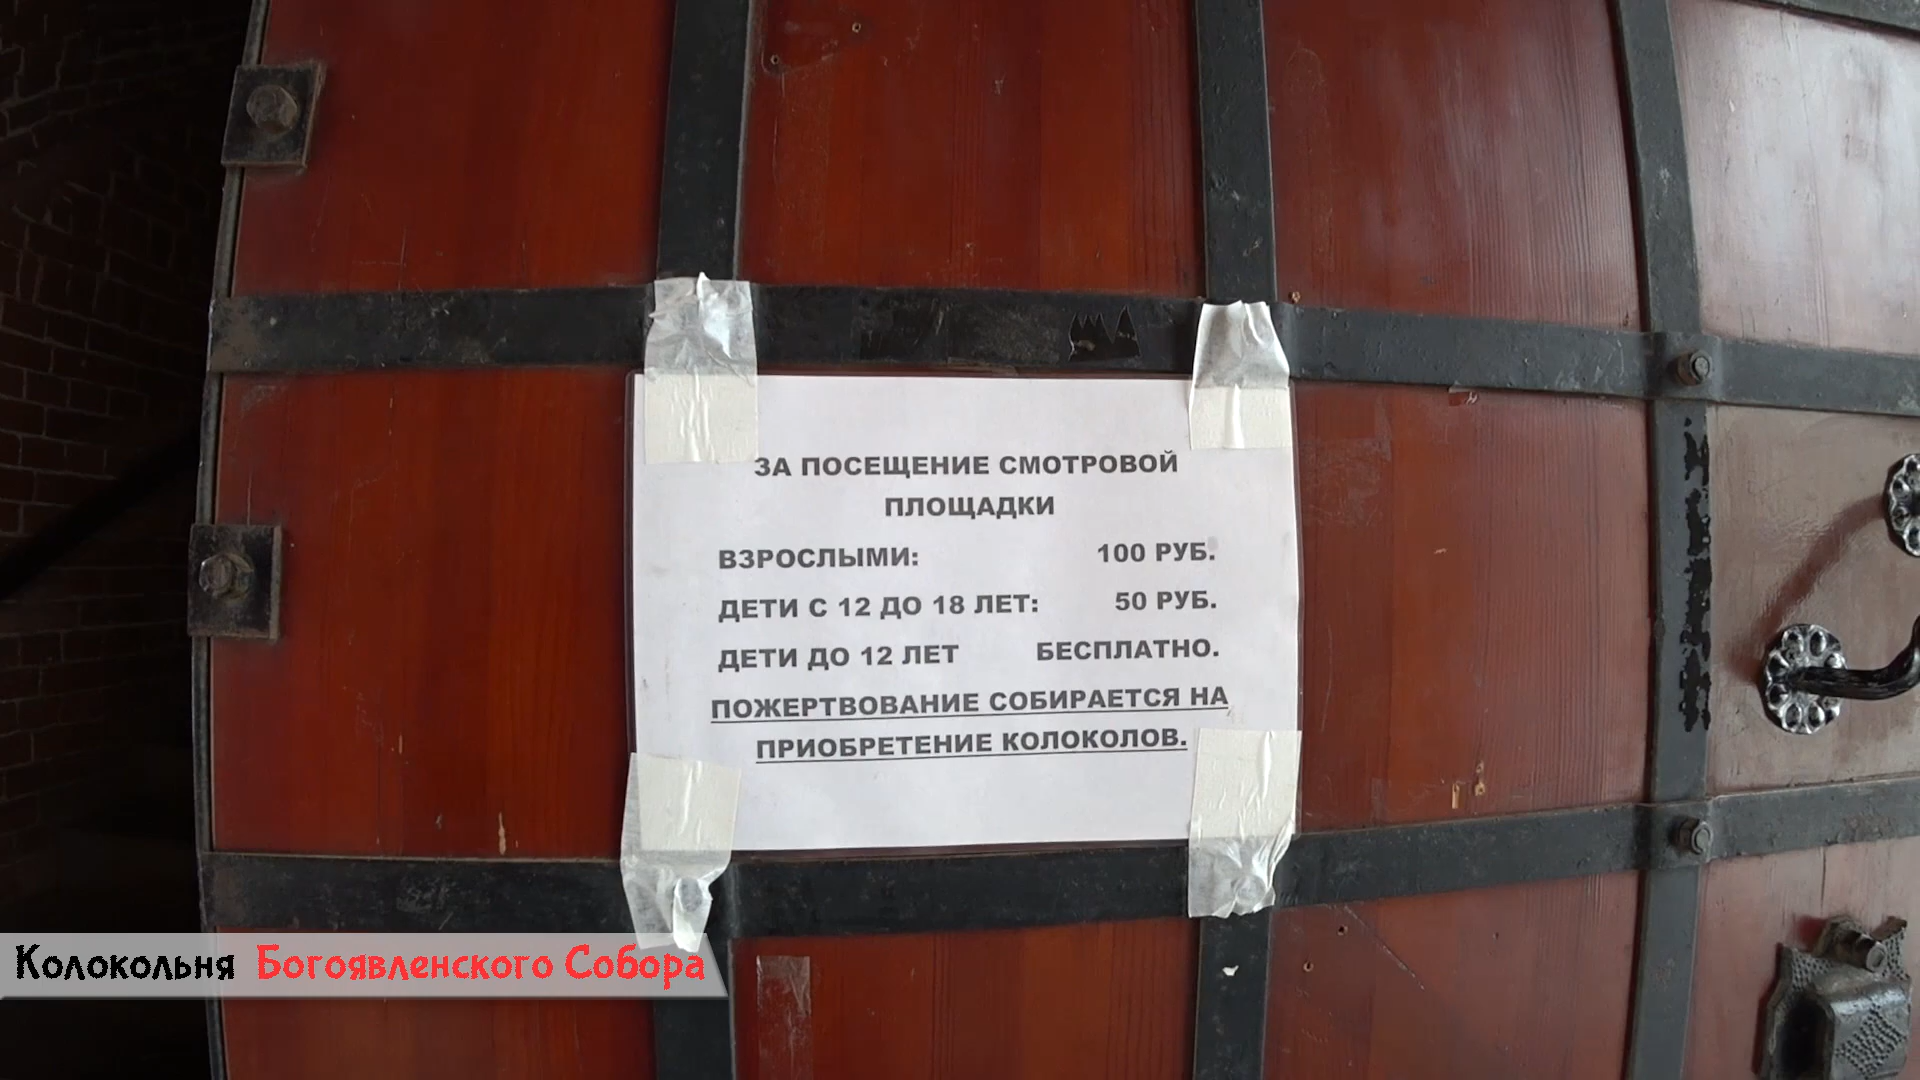 ЗА ПОСЕЩЕНИЕ СМОТРОВОЙ
ПЛОЩАДКИ
ВЗРОСЛЫМИ: 100 РУБ.
ДЕТИ С 12 ДО 18 ЛЕТ: 50 РУБ.
ДЕТИ ДО 12 ЛЕТ БЕСПЛАТНО.
ПОЖЕРТВОВАНИЕ СОБИРАЕТСЯ НА
ПРИОБРЕТЕНИЕ КОЛОКОЛОВ.
Колокольня Богоявленского Собора